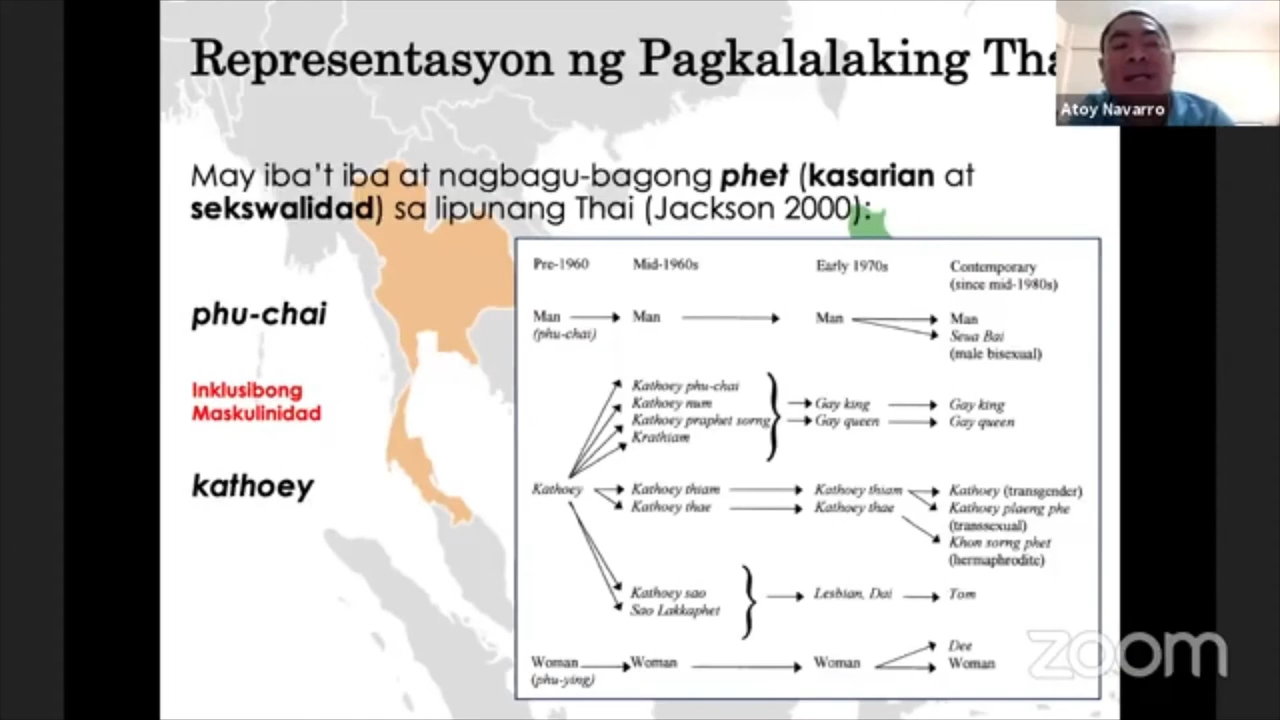 Representasyon ng Pagkalalaking Tha
Atoy Navarro
May iba't iba at nagbagu-bagong phet (kasarian at
sekswalidad) sa lipunang Thai (Jackson 2000):
phu-chai
Inklusibong
Maskulinidad
kathoey
Pre-1960 Mid-1960s Early 1970s Contemporary
(since mid-1980s)
Man Man Man Man
(phu-chai) Seua Bai
(male bisexual)
Kathoey phu-chai
Kathoey num Gay king Gay king
Kathoey praphet sorng Gay queen Gay queen
Krathiam
Kathoey Kathoey thiam Kathoey thiam Kathoey (transgender)
Kathoey thae Kathoey thae Kathoey plaeng phe
(transsexual)
Khon sorng phet
(hermaphrodite)
Kathoey sao Lesbian, Dai Tom
Sao Lakkaphet
Dee
Woman Woman Woman Woman
(phu-ying)
zoom